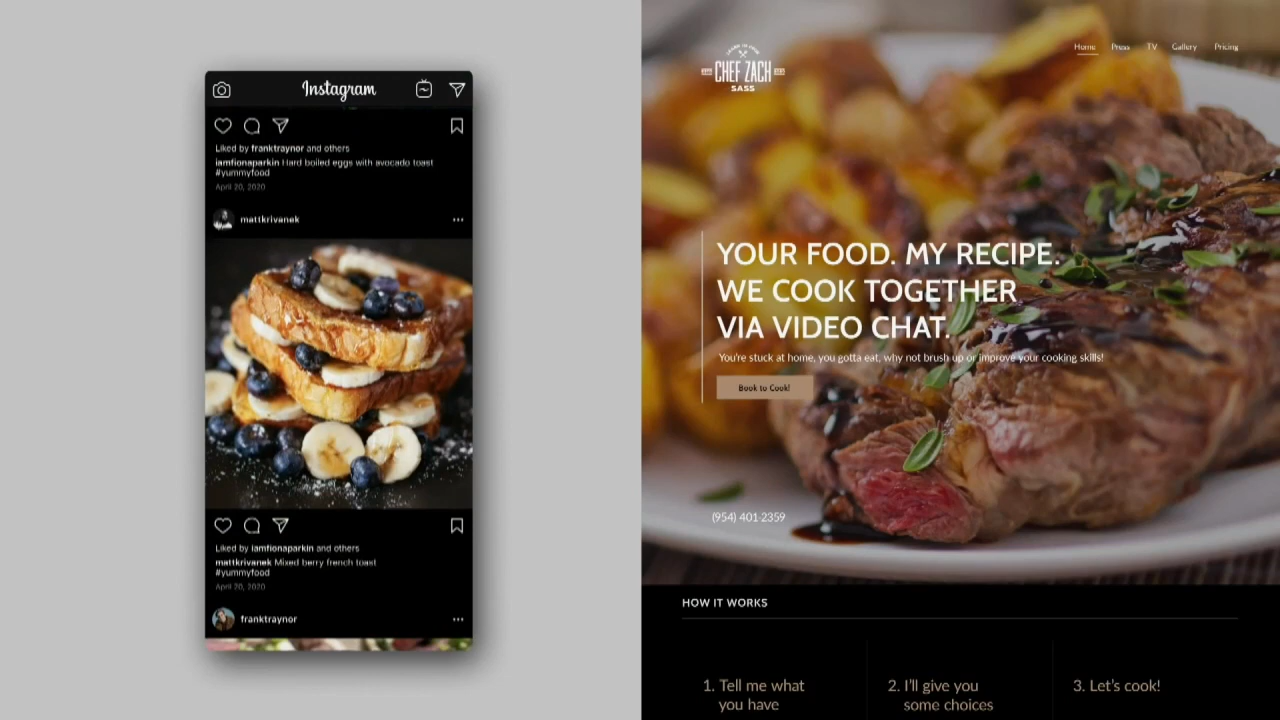 Instagram
Liked by franktraynor and others
iamfionaparkin Hard boiled eggs with avocado toast
#yummyfood
April 20, 2020
mattkrivanek
Liked by iamfionaparkin and others
mattkrivanek Mixed berry french toast
#yummyfood
April 20, 2020
franktraynor
CHEF ZACH
SASS
Home Press TV Gallery Pricing
YOUR FOOD. MY RECIPE.
WE COOK TOGETHER
VIA VIDEO CHAT.
You're stuck at home, you gotta eat, why not brush up or improve your cooking skills!
Book to Cook!
(954) 401-2359
HOW IT WORKS
1. Tell me what
you have
2. I'll give you
some choices
3. Let's cook!